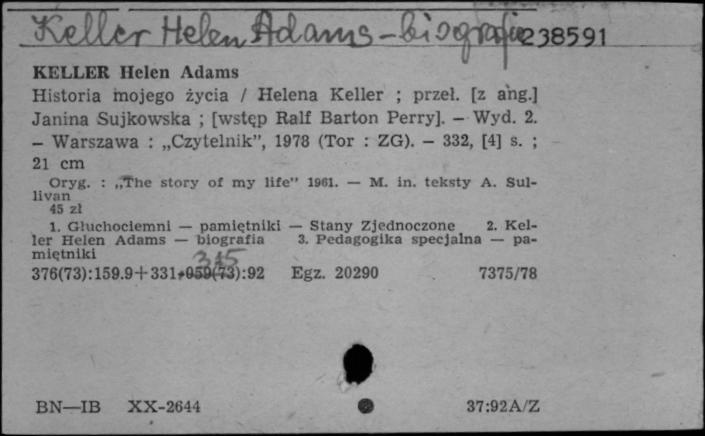 Keller Helen Adams - biografie 238591
KELLER Helen Adams
Historia mojego życia / Helena Keller ; przeł. [z ang.]
Janina Sujkowska ; [wstęp Ralf Barton Perry]. – Wyd. 2.
– Warszawa : „Czytelnik”, 1978 (Tor : ZG). – 332, [4] s. ;
21 cm
Oryg. : „The story of my life” 1961. — M. in. teksty A. Sul-
livan
45 zł
1. Głuchociemni — pamiętniki — Stany Zjednoczone 2. Kel-
ler Helen Adams — biografia 3. Pedagogika specjalna — pa-
miętniki
315
376(73):159.9+331-059(73):92 Egz. 20290 7375/78
BN—IB XX-2644 37:92A/Z